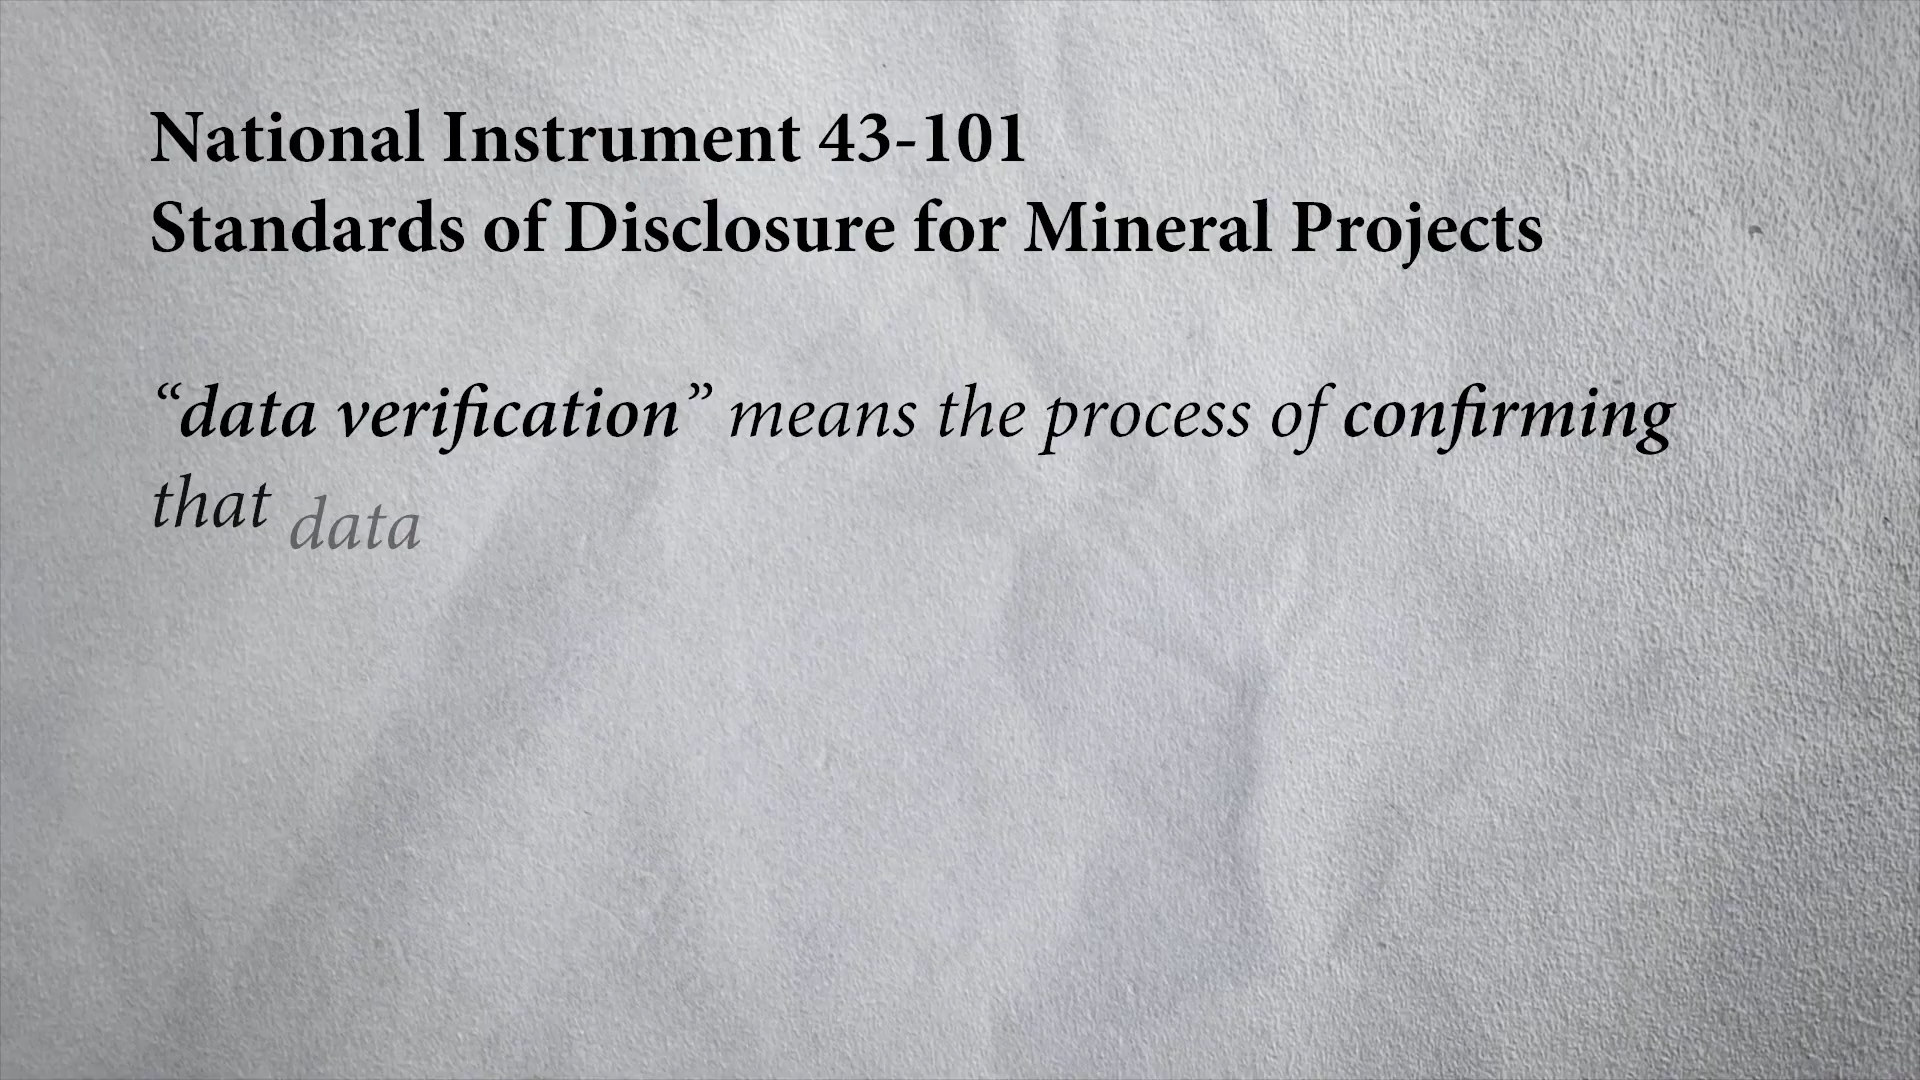 National Instrument 43-101
Standards of Disclosure for Mineral Projects
“data verification” means the process of confirming
that data